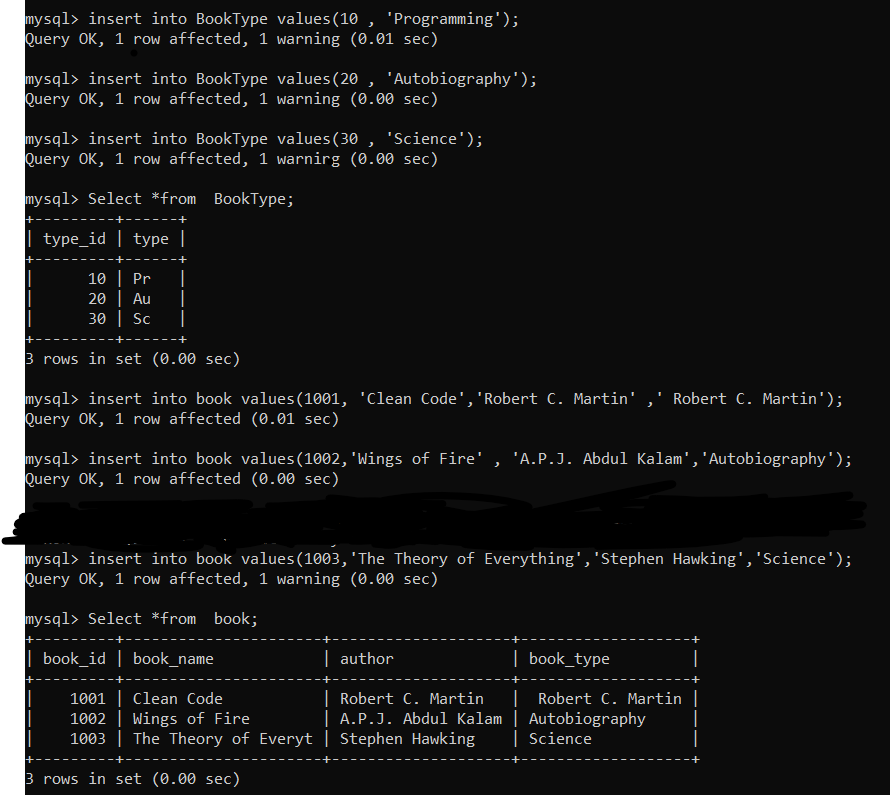 mysql> insert into BookType values(10 , 'Programming');
Query OK, 1 row affected, 1 warning (0.01 sec)
mysql> insert into BookType values(20 , 'Autobiography');
Query OK, 1 row affected, 1 warning (0.00 sec)
mysql> insert into BookType values(30 , 'Science');
Query OK, 1 row affected, 1 warning (0.00 sec)
mysql> Select *from  BookType;
+---------+------+
| type_id | type |
+---------+------+
|      10 | Pr   |
|      20 | Au   |
|      30 | Sc   |
+---------+------+
3 rows in set (0.00 sec)
mysql> insert into book values(1001, 'Clean Code','Robert C. Martin' ,' Robert C. Martin');
Query OK, 1 row affected (0.01 sec)
mysql> insert into book values(1002,'Wings of Fire' , 'A.P.J. Abdul Kalam','Autobiography');
Query OK, 1 row affected (0.00 sec)
mysql> insert into book values(1003,'The Theory of Everything','Stephen Hawking','Science');
Query OK, 1 row affected, 1 warning (0.00 sec)
mysql> Select *from  book;
+---------+----------------------+--------------------+-------------------+
| book_id | book_name            | author             | book_type         |
+---------+----------------------+--------------------+-------------------+
|    1001 | Clean Code           | Robert C. Martin   |  Robert C. Martin |
|    1002 | Wings of Fire        | A.P.J. Abdul Kalam | Autobiography     |
|    1003 | The Theory of Everyt | Stephen Hawking    | Science           |
+---------+----------------------+--------------------+-------------------+
3 rows in set (0.00 sec)